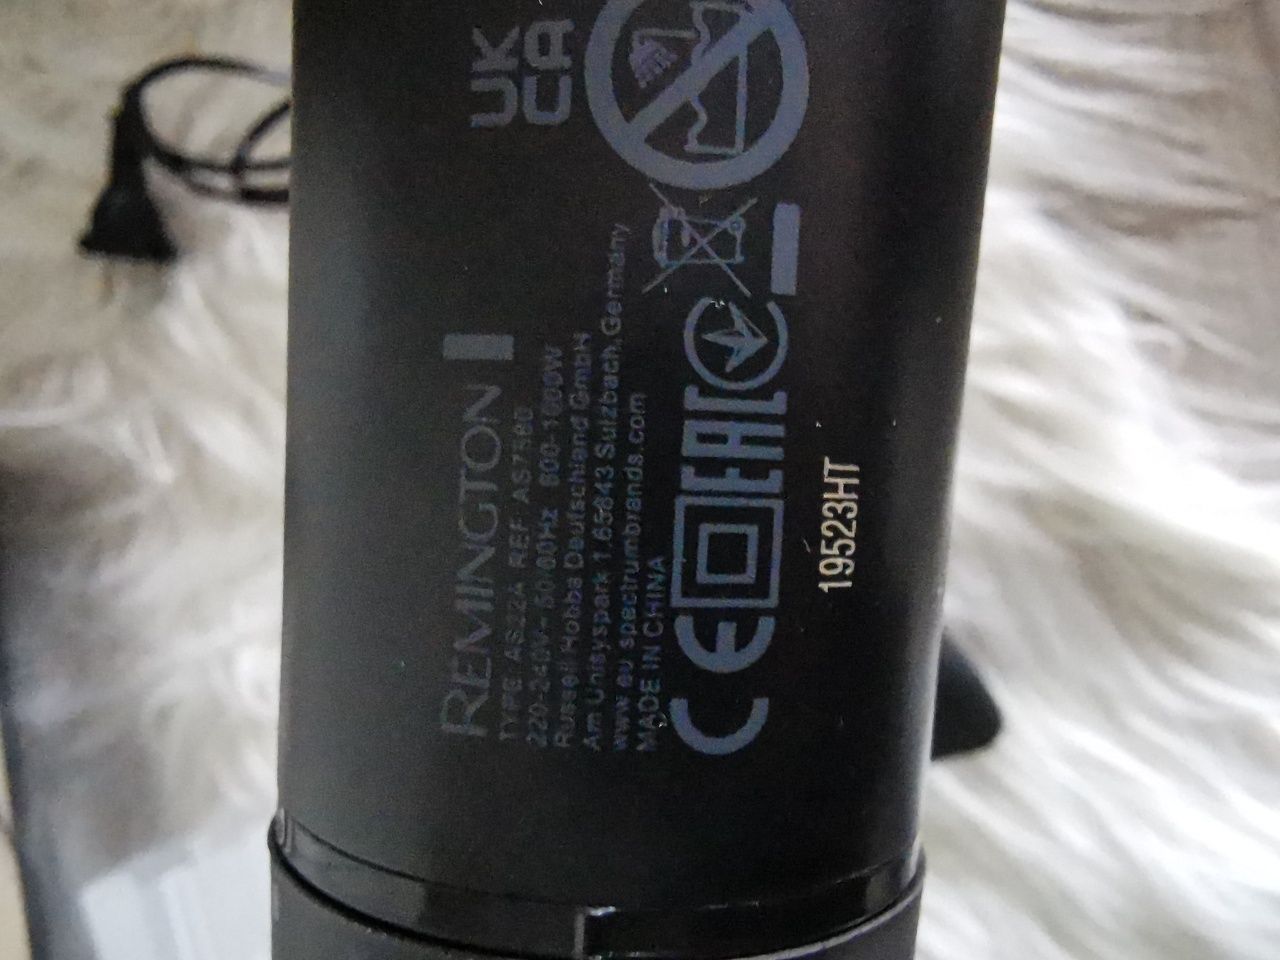 REMINGTON
TYPE AS22A REF AS7580
220-240V~ 50-60Hz 800-1000W
Russell Hobbs Deutschland GmbH
Am Unisyspark 1,65843 Sulzbach,Germany
www.eu.spectrumbrands.com
MADE IN CHINA
CE EAC
UK
CA
19523HT